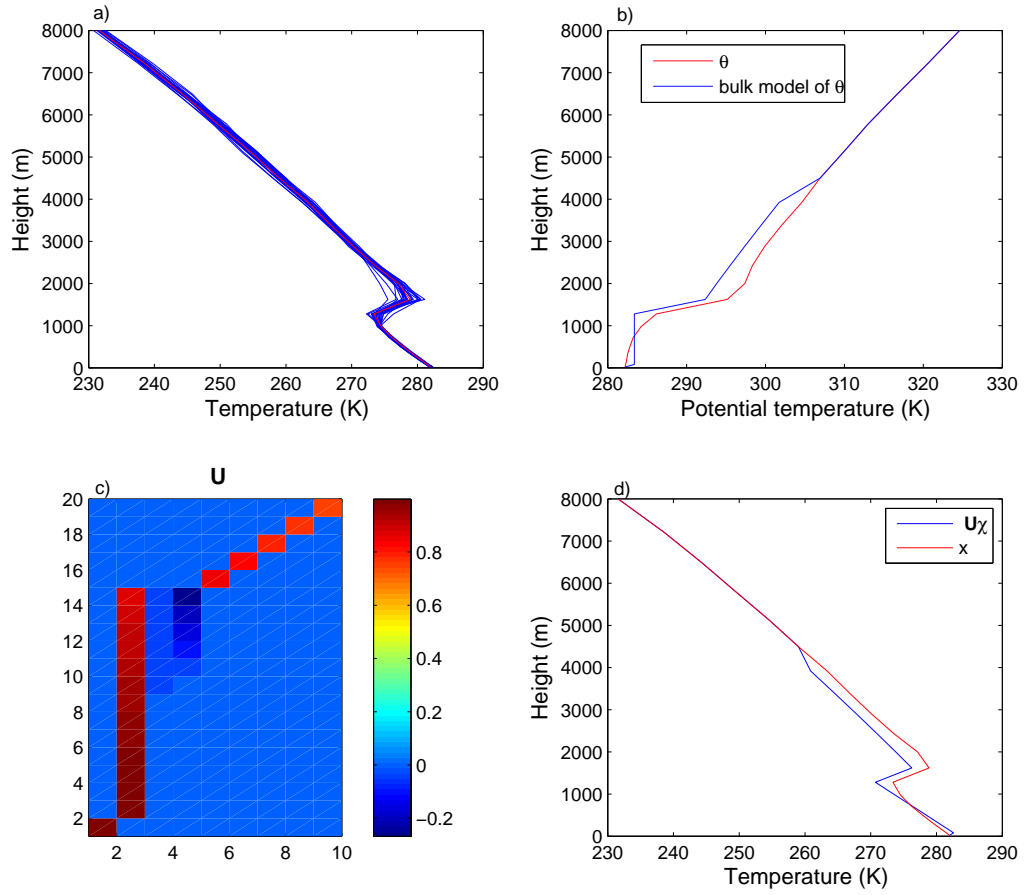 a)
8000
7000
6000
5000
4000
3000
2000
1000
0
Height (m)
230 240 250 260 270 280 290
Temperature (K)
b)
8000
7000
6000
5000
4000
3000
2000
1000
0
Height (m)
θ
bulk model of θ
280 290 300 310 320 330
Potential temperature (K)
U
c)
20
18
16
14
12
10
8
6
4
2
2 4 6 8 10
0.8
0.6
0.4
0.2
0
−0.2
d)
8000
7000
6000
5000
4000
3000
2000
1000
0
Height (m)
Uχ
x
230 240 250 260 270 280 290
Temperature (K)